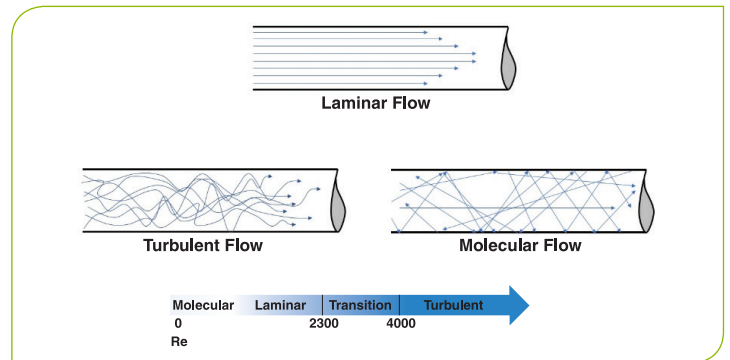 Laminar Flow
Turbulent Flow
Molecular Flow
Molecular Laminar Transition Turbulent
0 2300 4000
Re